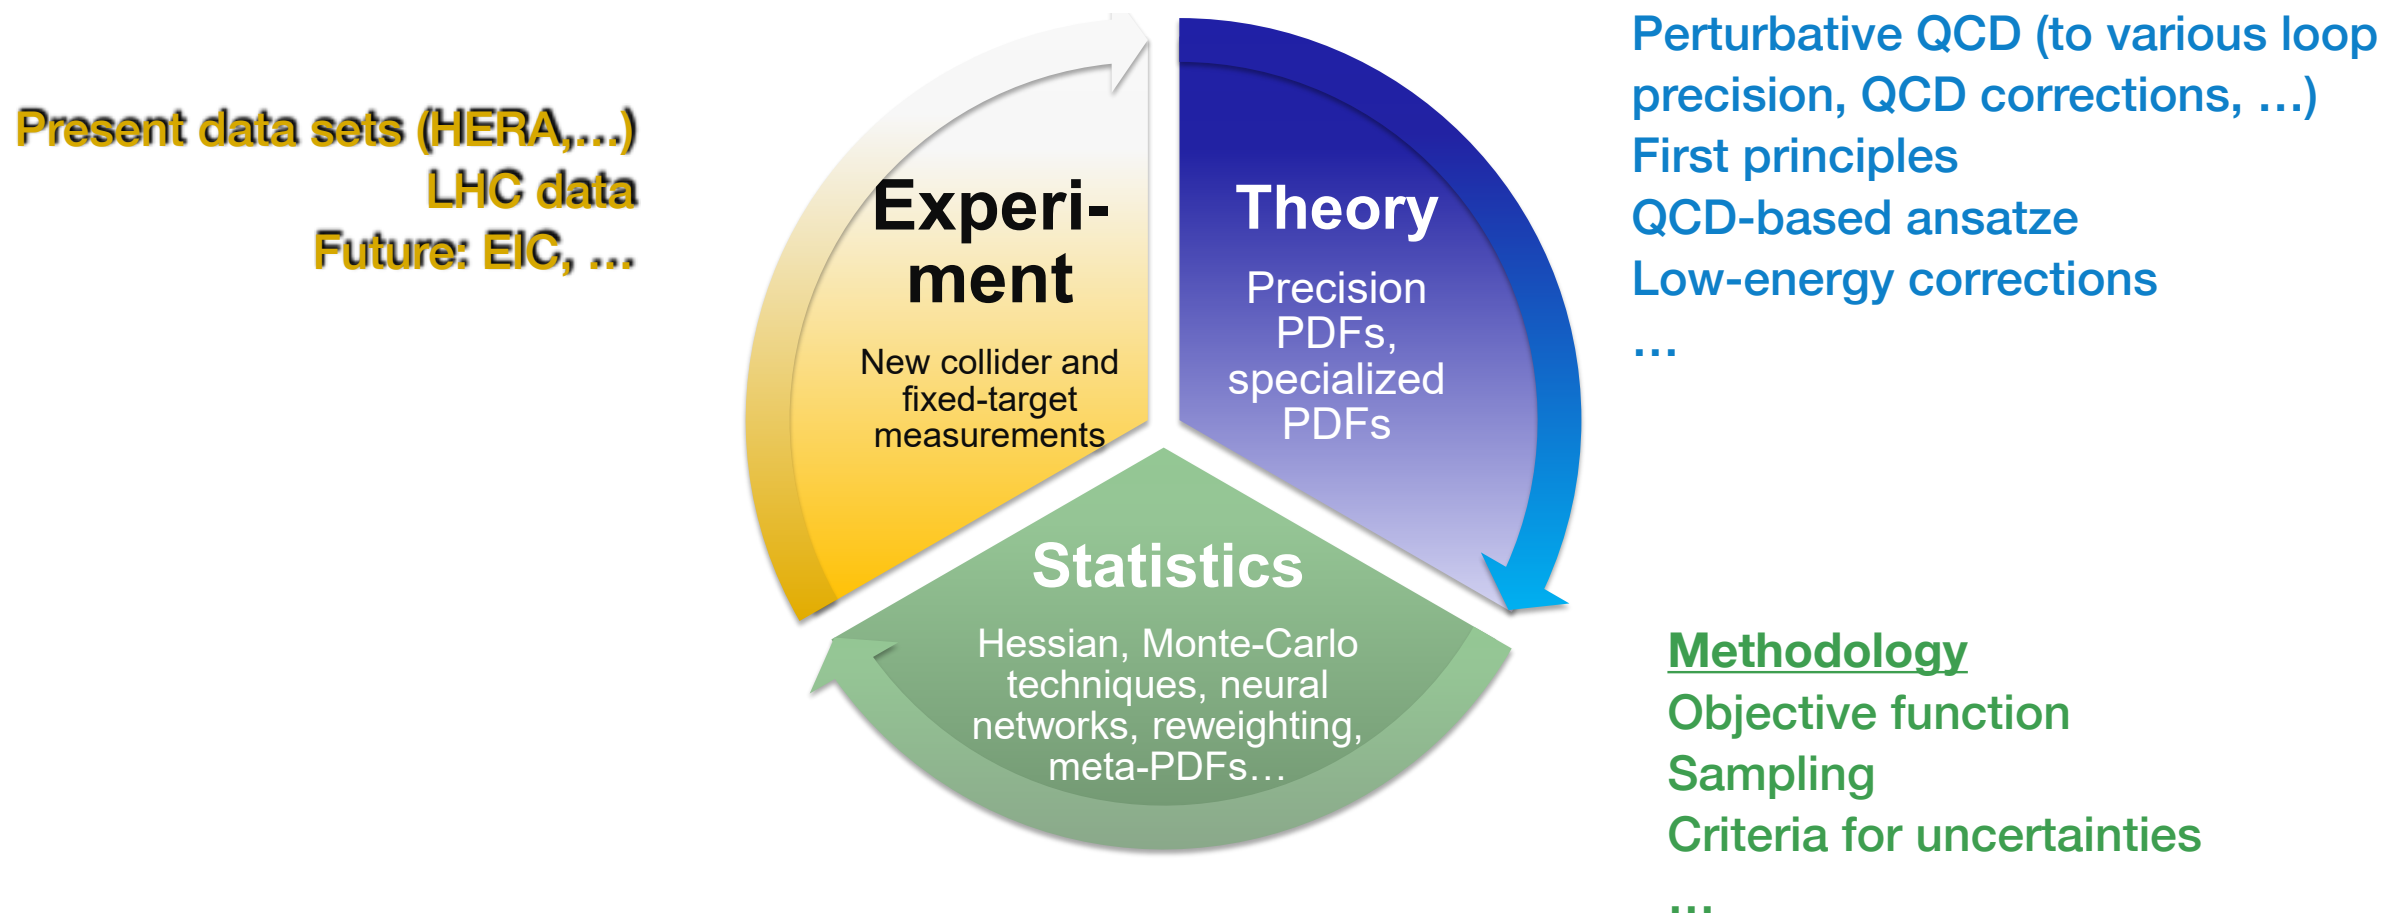 Present data sets (HERA,…)
LHC data
Future: EIC, …
Experi-
ment
New collider and
fixed-target
measurements
Theory
Precision
PDFs,
specialized
PDFs
Perturbative QCD (to various loop
precision, QCD corrections, …)
First principles
QCD-based ansatze
Low-energy corrections
…
Statistics
Hessian, Monte-Carlo
techniques, neural
networks, reweighting,
meta-PDFs…
Methodology
Objective function
Sampling
Criteria for uncertainties
…